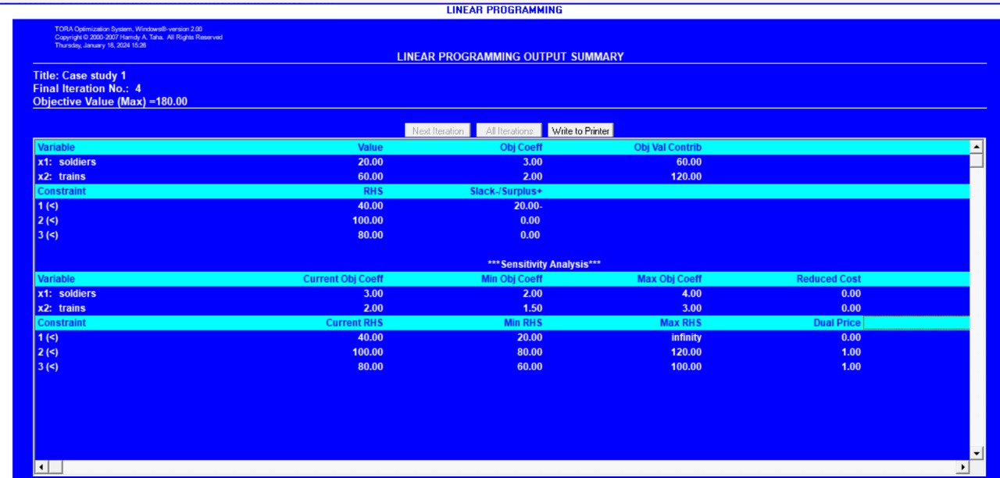 LINEAR PROGRAMMING
TORA Optimization System, Windows®-version 2.00
Copyright © 2000-2007 Hamdy A. Taha. All Rights Reserved
Thursday, January 18, 2024 15:26
LINEAR PROGRAMMING OUTPUT SUMMARY
Title: Case study 1
Final Iteration No.: 4
Objective Value (Max) =180.00
Next Iteration All Iterations Write to Printer
Variable Value Obj Coeff Obj Val Contrib
x1: soldiers 20.00 3.00 60.00
x2: trains 60.00 2.00 120.00
Constraint RHS Slack-/Surplus+
1 (<) 40.00 20.00-
2 (<) 100.00 0.00
3 (<) 80.00 0.00
***Sensitivity Analysis***
Variable Current Obj Coeff Min Obj Coeff Max Obj Coeff Reduced Cost
x1: soldiers 3.00 2.00 4.00 0.00
x2: trains 2.00 1.50 3.00 0.00
Constraint Current RHS Min RHS Max RHS Dual Price
1 (<) 40.00 20.00 infinity 0.00
2 (<) 100.00 80.00 120.00 1.00
3 (<) 80.00 60.00 100.00 1.00